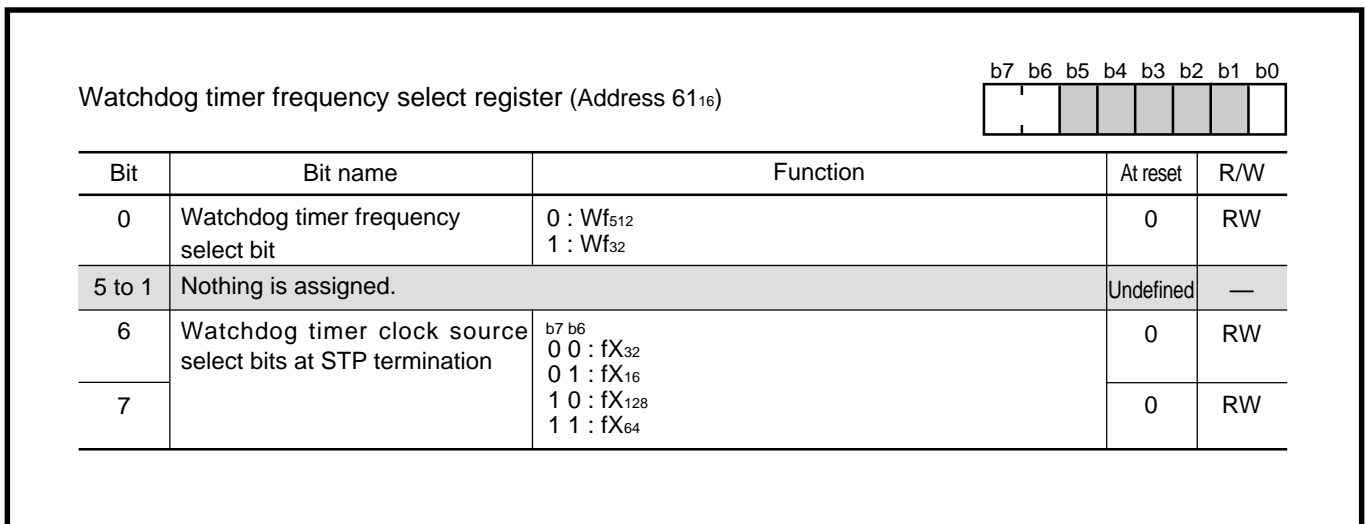 b7 b6 b5 b4 b3 b2 b1 b0
Watchdog timer frequency select register (Address 61₁₆)
Bit Bit name Function At reset R/W
0 Watchdog timer frequency select bit 0 : Wf₅₁₂ 0 RW
1 : Wf₃₂
5 to 1 Nothing is assigned. Undefined —
6 Watchdog timer clock source select bits at STP termination b7 b6 0 RW
0 0 : fX₃₂
0 1 : fX₁₆
7 1 0 : fX₁₂₈ 0 RW
1 1 : fX₆₄